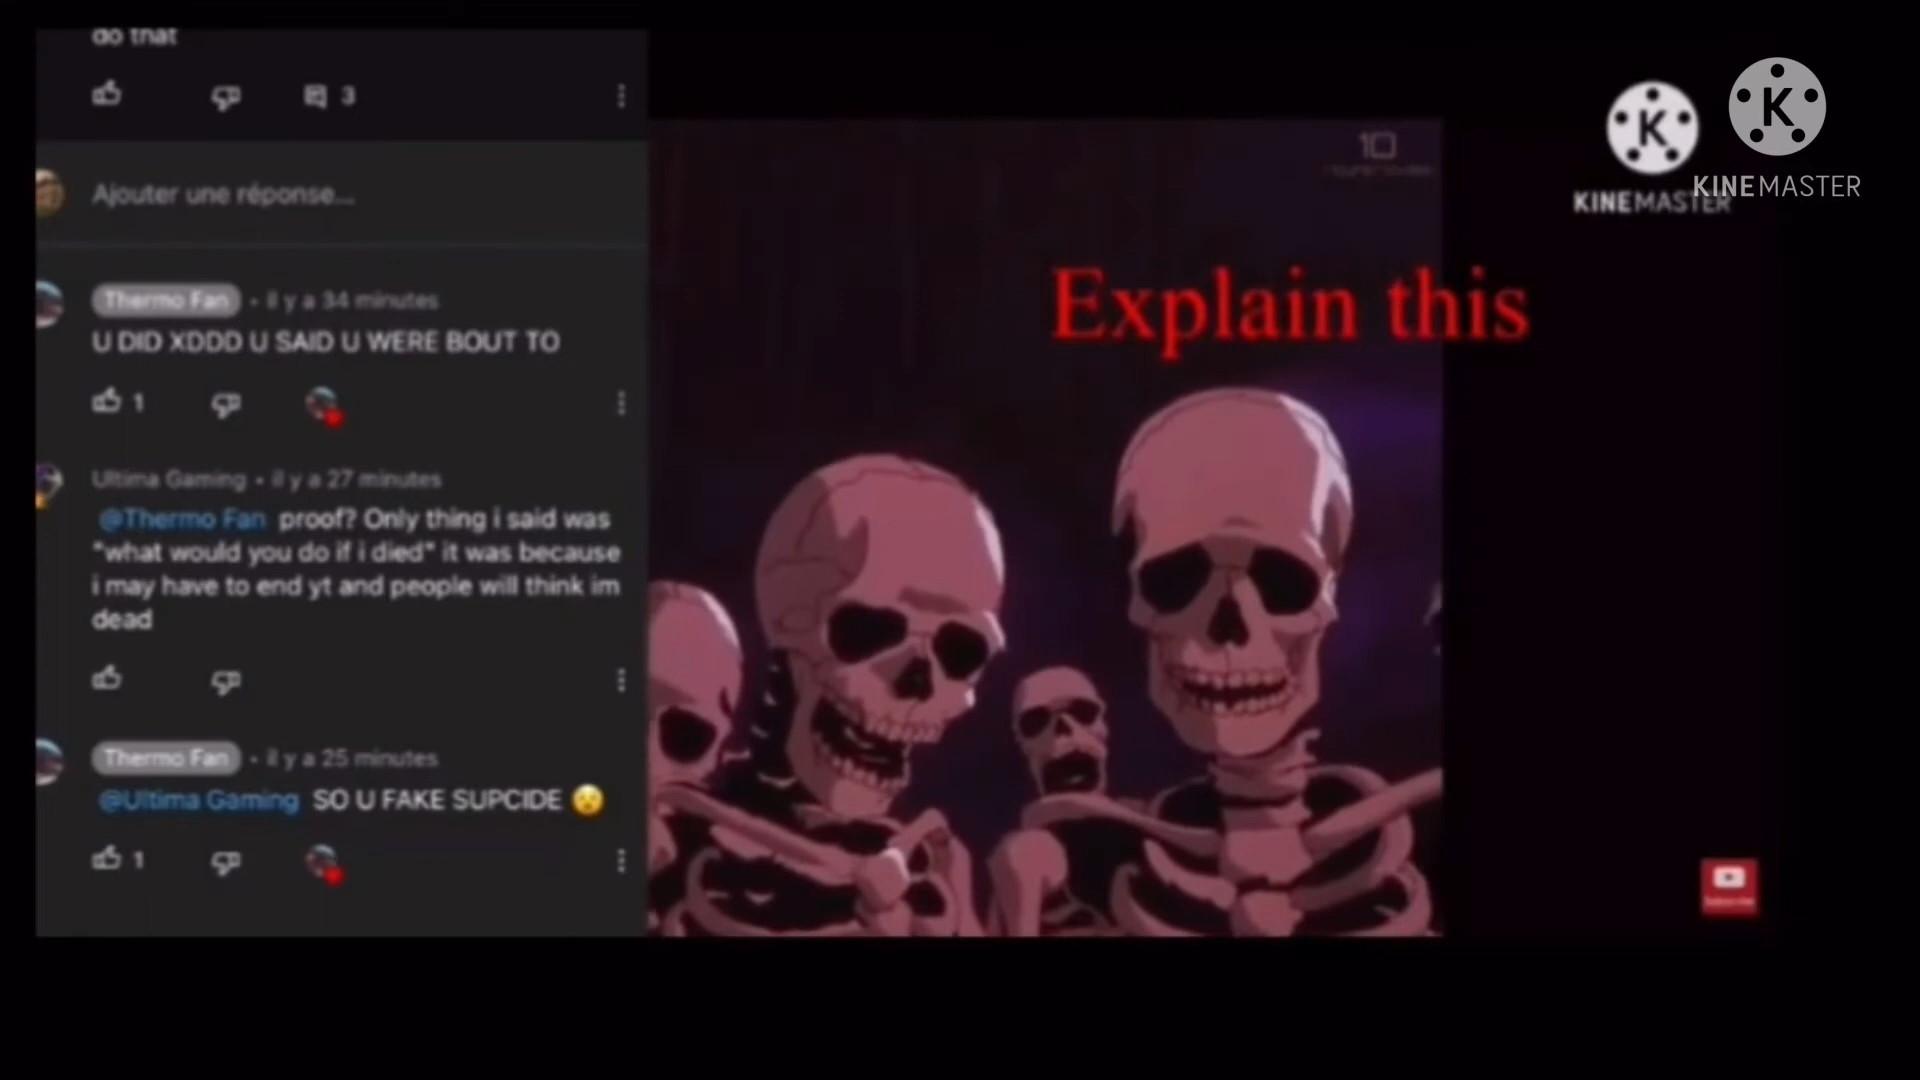 do that
3
Ajouter une réponse...
Thermo Fan • il y a 34 minutes
U DID XDDD U SAID U WERE BOUT TO
1
Ultima Gaming • il y a 27 minutes
@Thermo Fan proof? Only thing i said was
"what would you do if i died" it was because
i may have to end yt and people will think im
dead
Thermo Fan • il y a 25 minutes
@Ultima Gaming SO U FAKE SUPCIDE 😟
1
10
Explain this
K
KINEMASTER
K
KINEMASTER